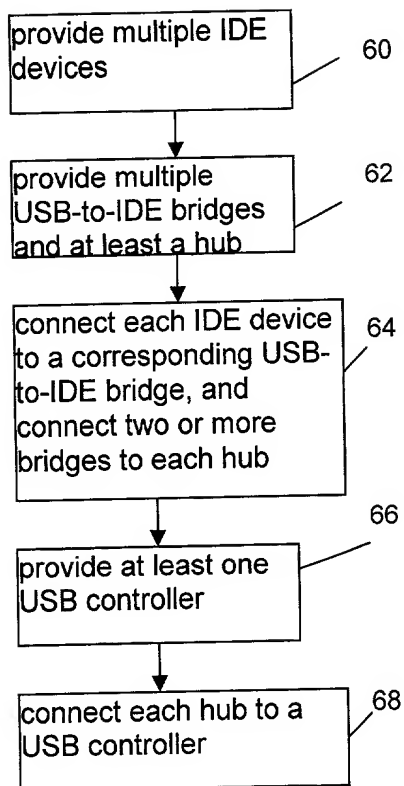 provide multiple IDE
devices
60
provide multiple
USB-to-IDE bridges
and at least a hub
62
connect each IDE device
to a corresponding USB-
to-IDE bridge, and
connect two or more
bridges to each hub
64
provide at least one
USB controller
66
connect each hub to a
USB controller
68